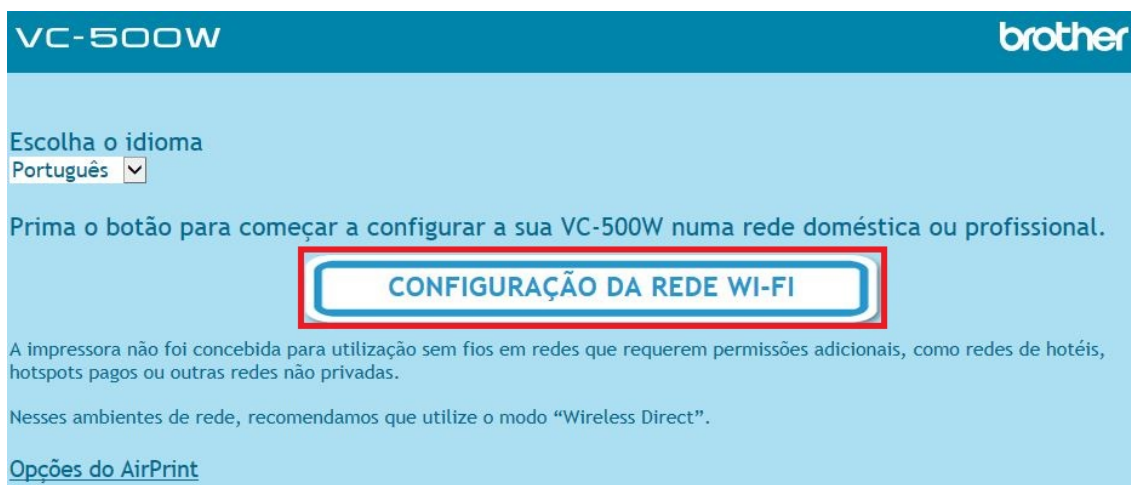 VC-500W
brother
Escolha o idioma
Português
Prima o botão para começar a configurar a sua VC-500W numa rede doméstica ou profissional.
CONFIGURAÇÃO DA REDE WI-FI
A impressora não foi concebida para utilização sem fios em redes que requerem permissões adicionais, como redes de hotéis,
hotspots pagos ou outras redes não privadas.
Nesses ambientes de rede, recomendamos que utilize o modo “Wireless Direct”.
Opções do AirPrint